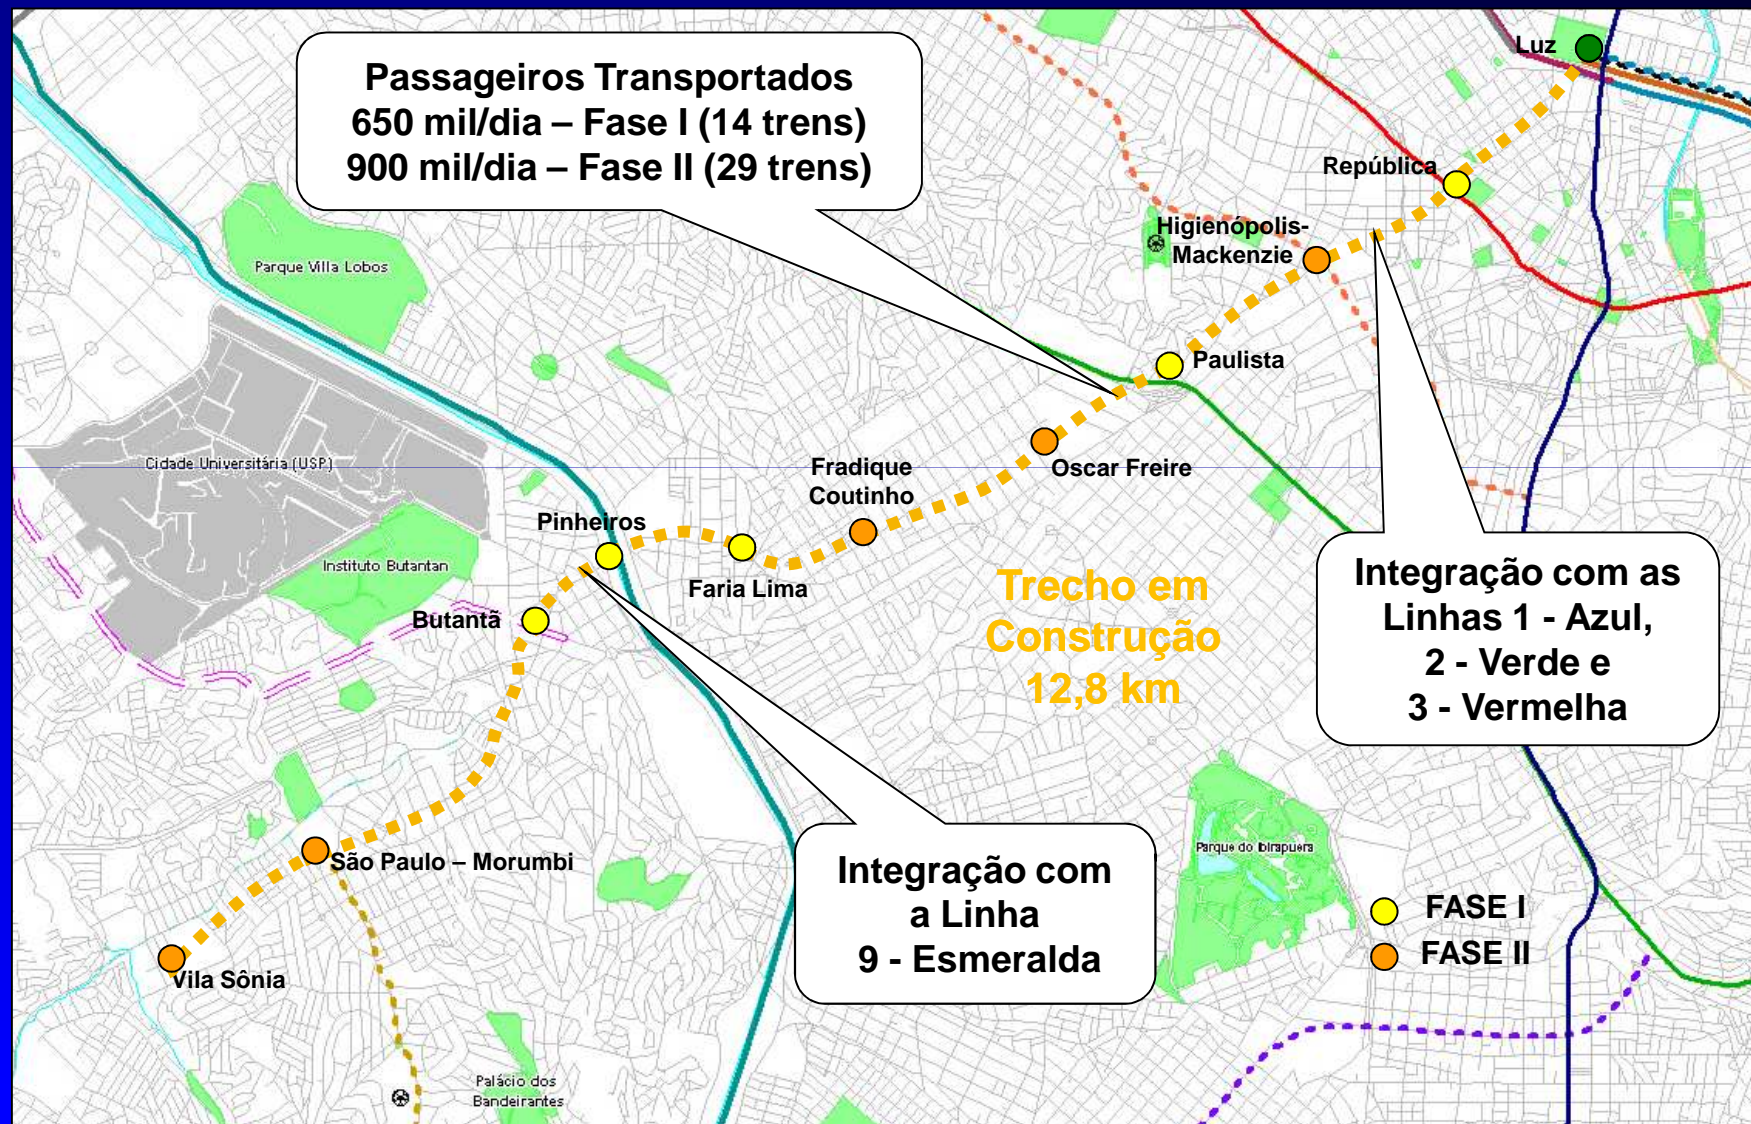 Passageiros Transportados
650 mil/dia – Fase I (14 trens)
900 mil/dia – Fase II (29 trens)
Luz
República
Higienópolis-
Mackenzie
Parque Villa Lobos
Paulista
Cidade Universitária (USP)
Fradique
Coutinho
Oscar Freire
Pinheiros
Instituto Butantan
Faria Lima
Butantã
Trecho em
Construção
12,8 km
Integração com as
Linhas 1 - Azul,
2 - Verde e
3 - Vermelha
São Paulo – Morumbi
Parque do Ibirapuera
Integração com
a Linha
9 - Esmeralda
FASE I
FASE II
Vila Sônia
Palácio dos
Bandeirantes